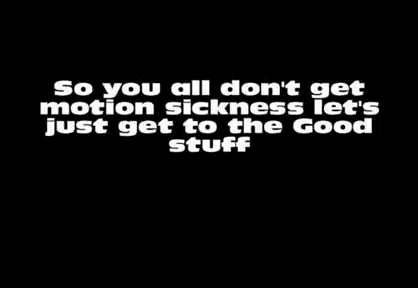 So you all don't get
motion sickness let's
just get to the Good
stuff